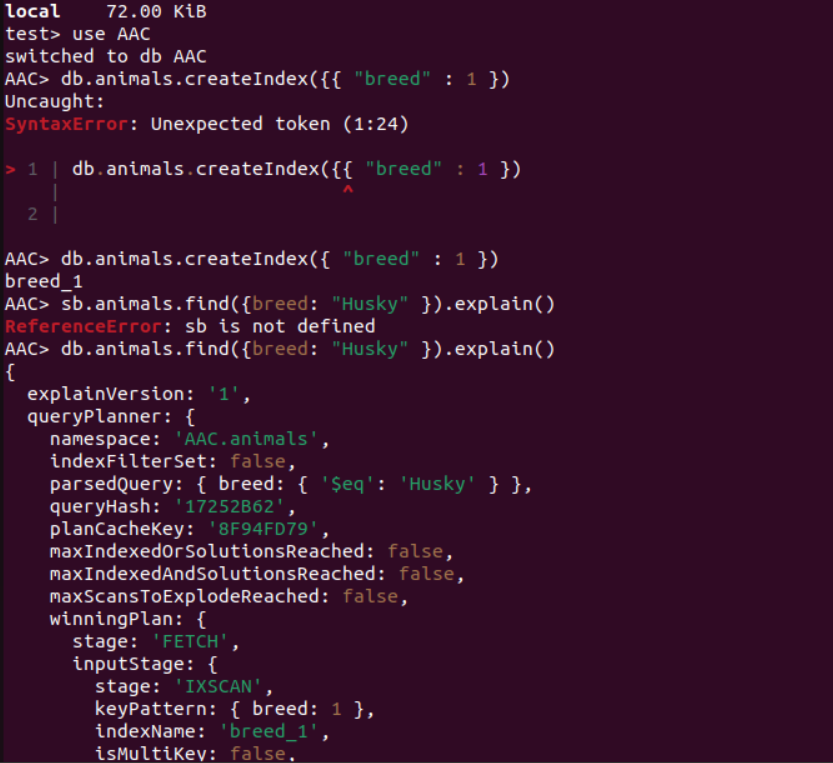 local    72.00 KiB
test> use AAC
switched to db AAC
AAC> db.animals.createIndex({{ "breed" : 1 })
Uncaught:
SyntaxError: Unexpected token (1:24)
> 1 | db.animals.createIndex({{ "breed" : 1 })
    |                         ^
  2 |
AAC> db.animals.createIndex({ "breed" : 1 })
breed_1
AAC> sb.animals.find({breed: "Husky" }).explain()
ReferenceError: sb is not defined
AAC> db.animals.find({breed: "Husky" }).explain()
{
  explainVersion: '1',
  queryPlanner: {
    namespace: 'AAC.animals',
    indexFilterSet: false,
    parsedQuery: { breed: { '$eq': 'Husky' } },
    queryHash: '17252B62',
    planCacheKey: '8F94FD79',
    maxIndexedOrSolutionsReached: false,
    maxIndexedAndSolutionsReached: false,
    maxScansToExplodeReached: false,
    winningPlan: {
      stage: 'FETCH',
      inputStage: {
        stage: 'IXSCAN',
        keyPattern: { breed: 1 },
        indexName: 'breed_1',
        isMultiKey: false,